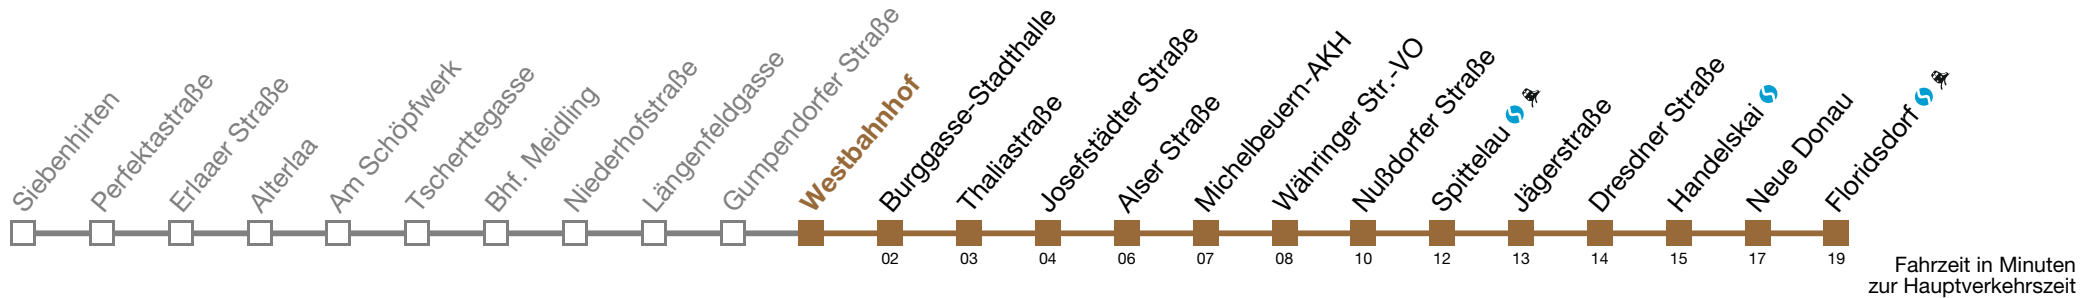 Siebenhirten
Perfektastraße
Erlaaer Straße
Alterlaa
Am Schöpfwerk
Tscherttegasse
Bhf. Meidling
Niederhofstraße
Längenfeldgasse
Gumpendorfer Straße
Westbahnhof
Burggasse-Stadthalle
Thaliastraße
Josefstädter Straße
Alser Straße
Michelbeuern-AKH
Währinger Str.-VO
Nußdorfer Straße
Spittelau
Jägerstraße
Dresdner Straße
Handelskai
Neue Donau
Floridsdorf
02 03 04 06 07 08 10 12 13 14 15 17 19
Fahrzeit in Minuten
zur Hauptverkehrszeit